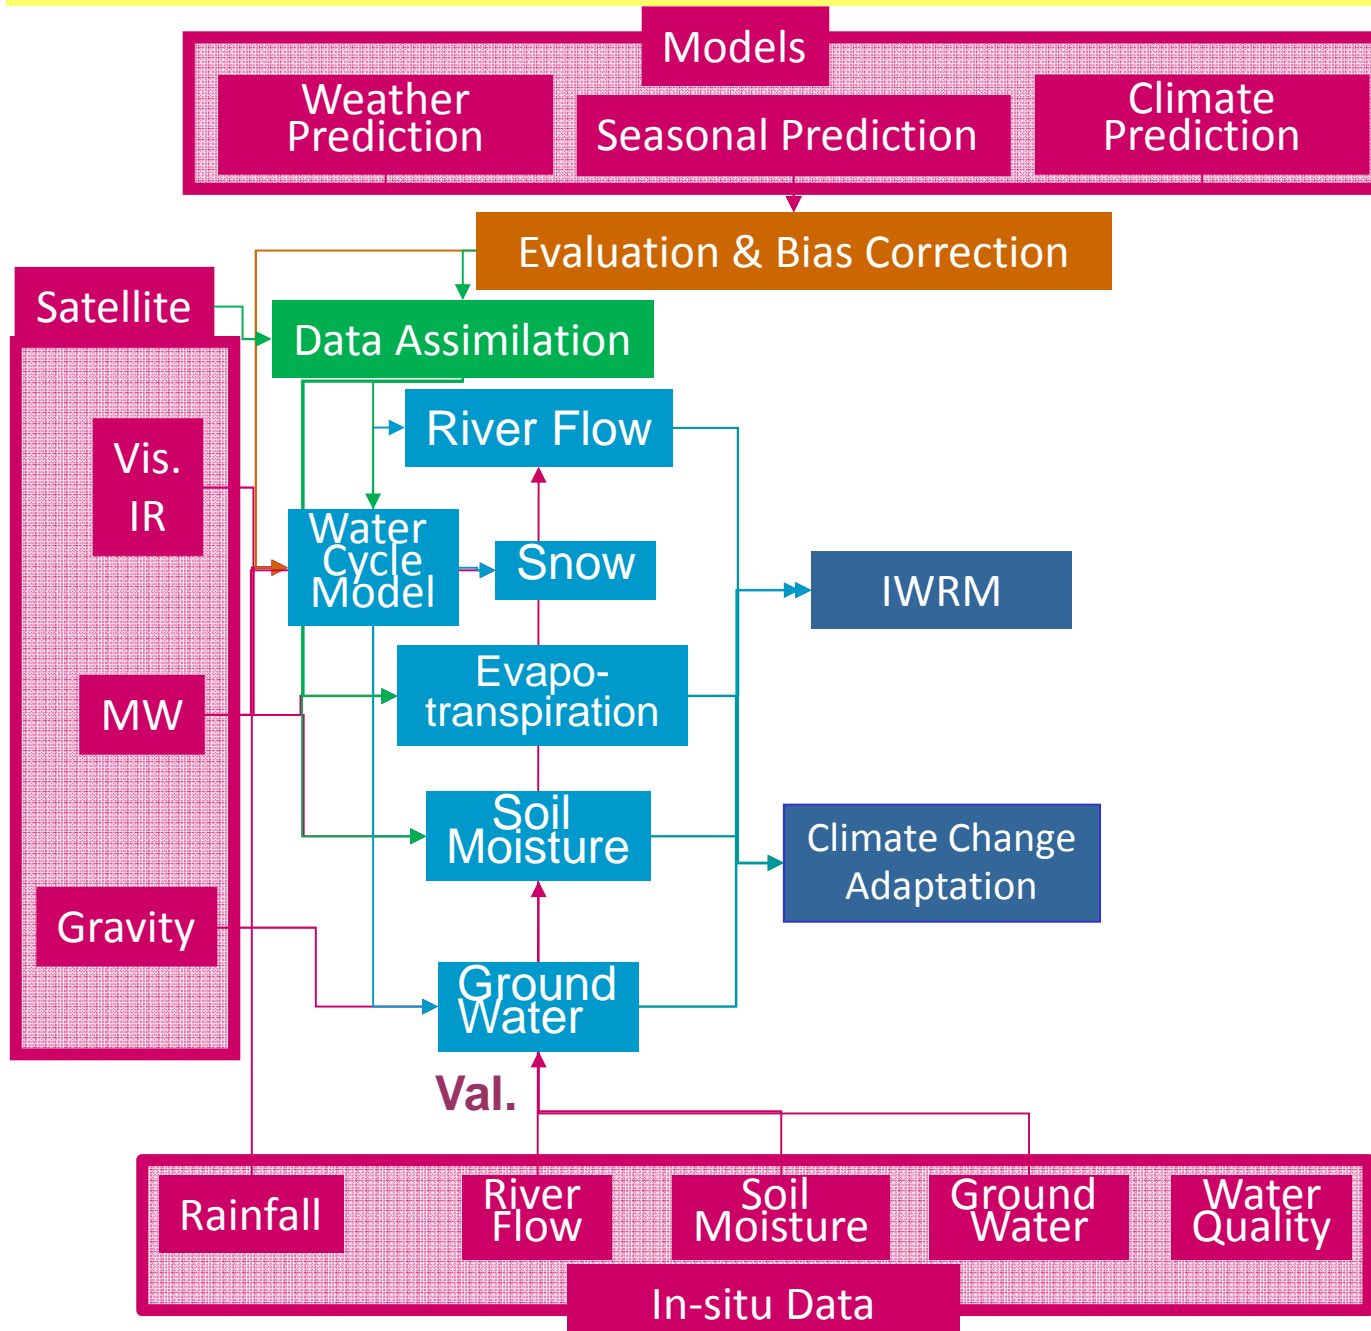 Models
Weather
Prediction
Seasonal Prediction
Climate
Prediction
Evaluation & Bias Correction
Satellite
Data Assimilation
River Flow
Vis.
IR
Water
Cycle
Model
Snow
IWRM
Evapo-
transpiration
MW
Soil
Moisture
Climate Change
Adaptation
Gravity
Ground
Water
Val.
Rainfall
River
Flow
Soil
Moisture
Ground
Water
Water
Quality
In-situ Data